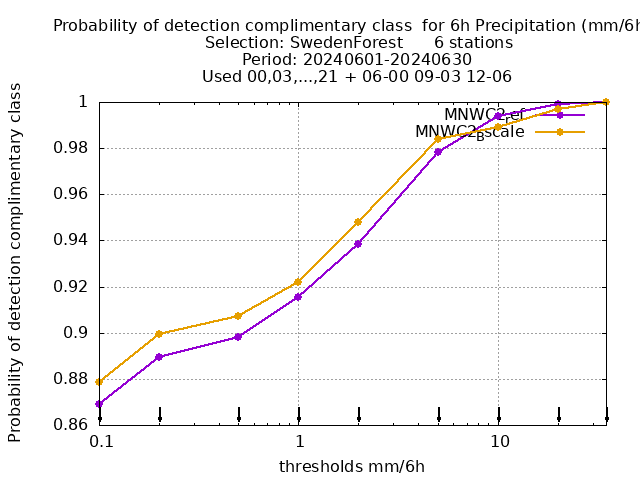 Probability of detection complimentary class  for 6h Precipitation (mm/6h
Selection: SwedenForest      6 stations
Period: 20240601-20240630
Used 00,03,...,21 + 06-00 09-03 12-06
Probability of detection complimentary class
1
0.98
0.96
0.94
0.92
0.9
0.88
0.86
MNWC2_ref
MNWC2_Bscale
0.1
1
10
thresholds mm/6h